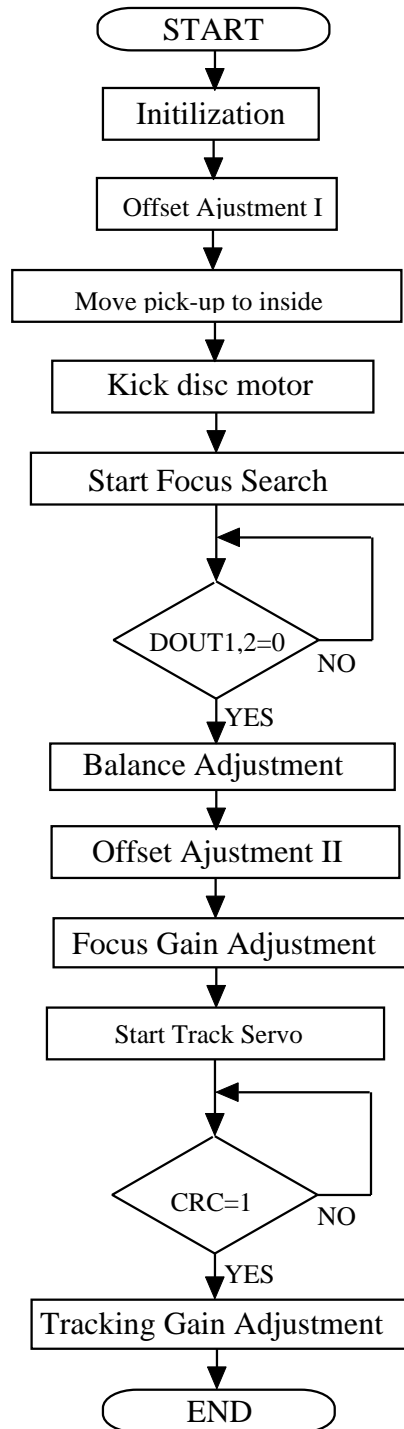 START
Initilization
Offset Ajustment I
Move pick-up to inside
Kick disc motor
Start Focus Search
DOUT1,2=0
NO
YES
Balance Adjustment
Offset Ajustment II
Focus Gain Adjustment
Start Track Servo
CRC=1
NO
YES
Tracking Gain Adjustment
END